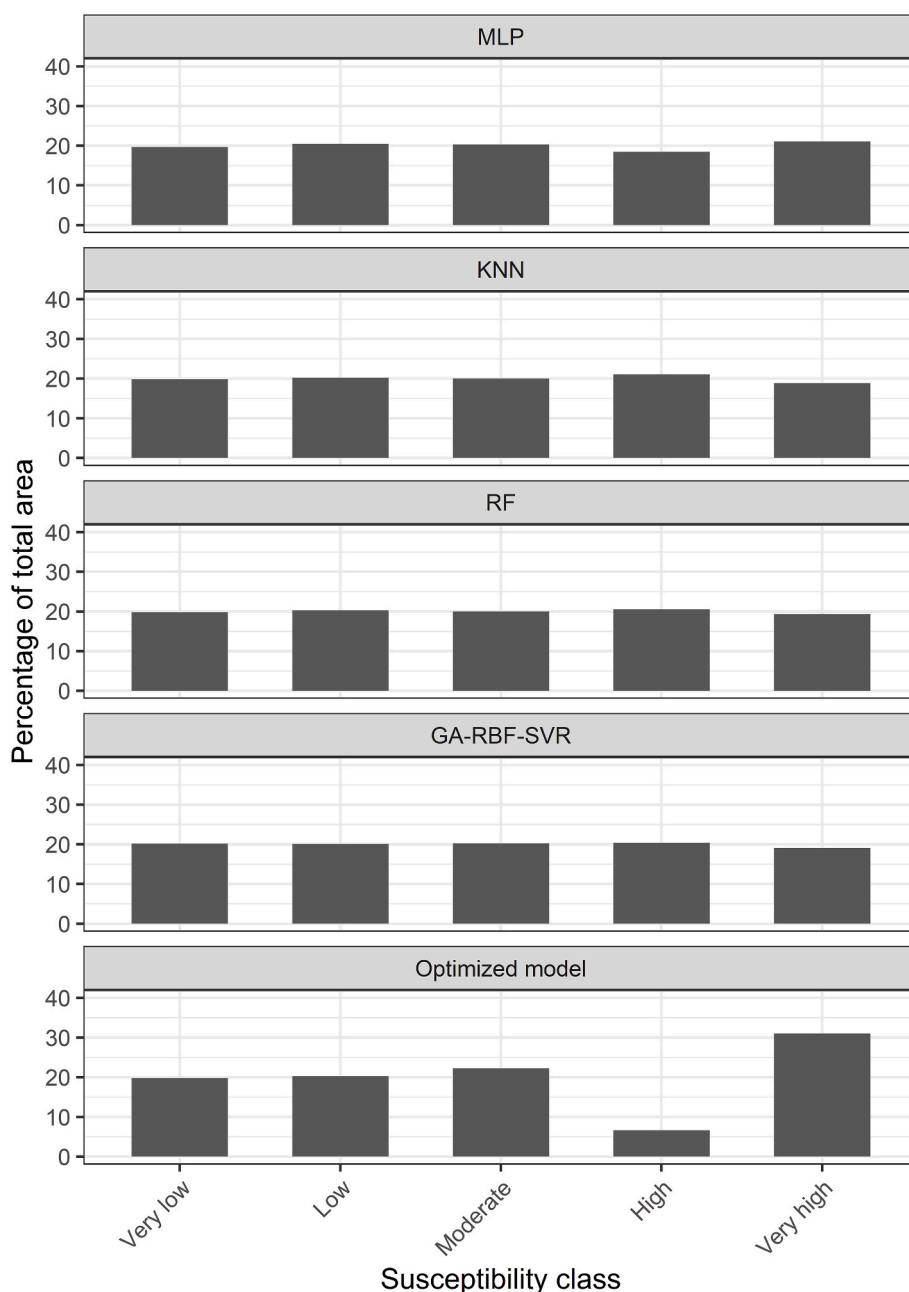 MLP
40
30
20
10
0
KNN
40
30
20
10
0
RF
40
30
20
10
0
GA-RBF-SVR
40
30
20
10
0
Optimized model
40
30
20
10
0
Percentage of total area
Very low
Low
Moderate
High
Very high
Susceptibility class